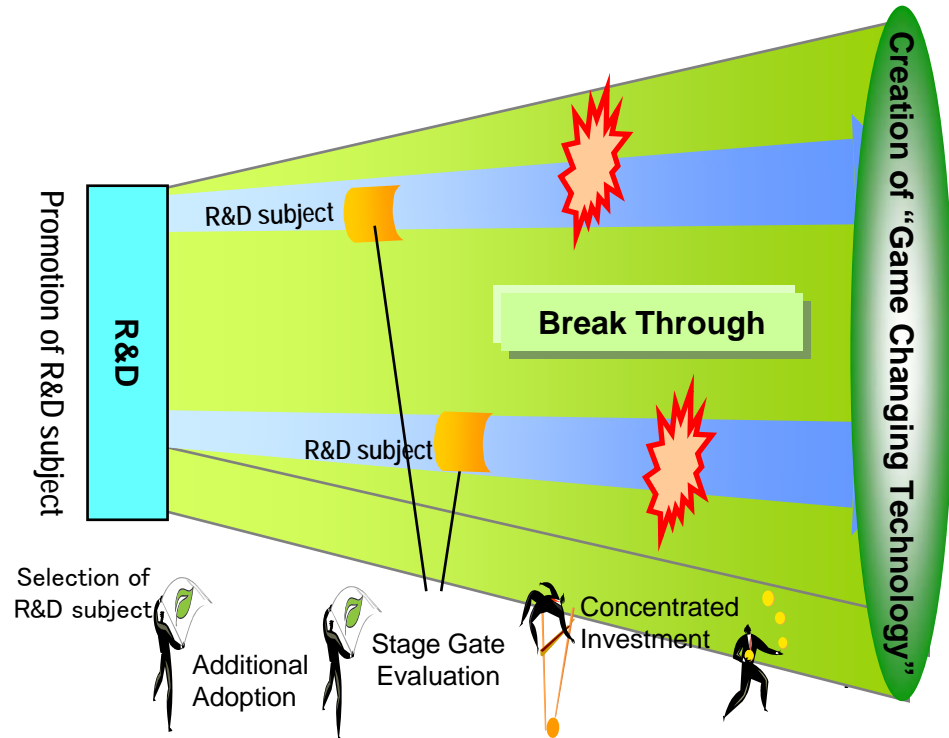 Promotion of R&D subject
R&D
R&D subject
Break Through
R&D subject
Creation of “Game Changing Technology”
Selection of
R&D subject
Additional
Adoption
Stage Gate
Evaluation
Concentrated
Investment